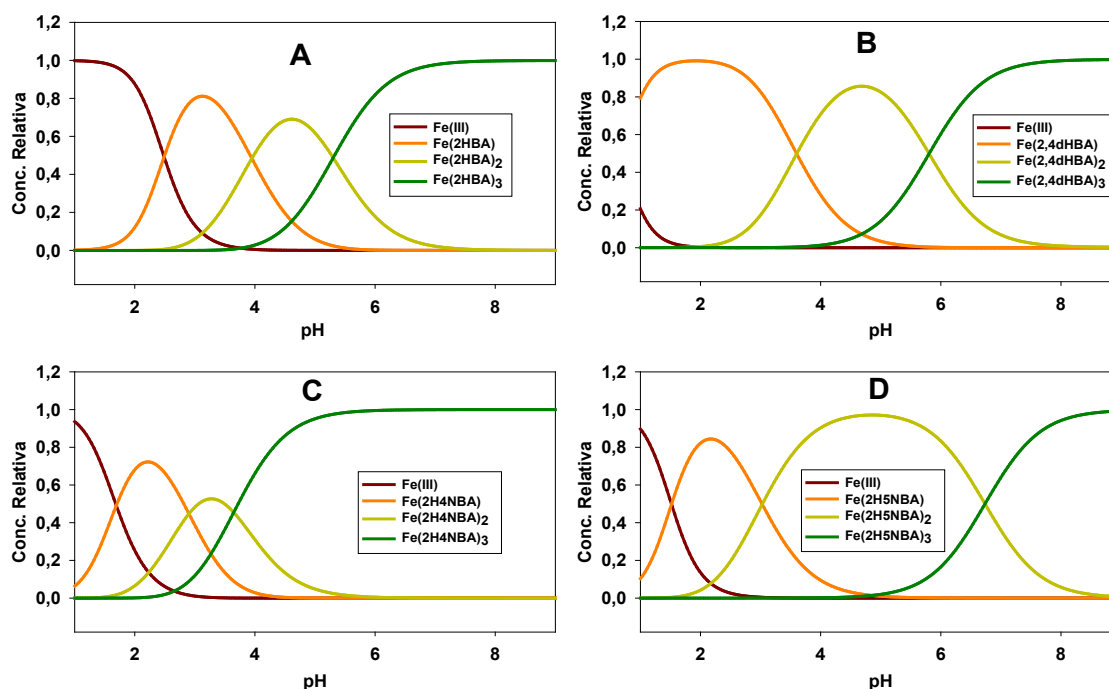 A
Conc. Relativa
1,2
1,0
0,8
0,6
0,4
0,2
0,0
2 4 6 8
pH
Fe(III)
Fe(2HBA)
Fe(2HBA)2
Fe(2HBA)3
B
Conc. Relativa
1,2
1,0
0,8
0,6
0,4
0,2
0,0
2 4 6 8
pH
Fe(III)
Fe(2,4dHBA)
Fe(2,4dHBA)2
Fe(2,4dHBA)3
C
Conc. Relativa
1,2
1,0
0,8
0,6
0,4
0,2
0,0
2 4 6 8
pH
Fe(III)
Fe(2H4NBA)
Fe(2H4NBA)2
Fe(2H4NBA)3
D
Conc. Relativa
1,2
1,0
0,8
0,6
0,4
0,2
0,0
2 4 6 8
pH
Fe(III)
Fe(2H5NBA)
Fe(2H5NBA)2
Fe(2H5NBA)3